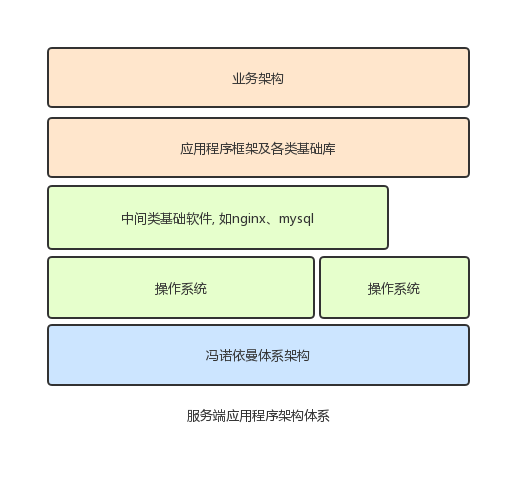 业务架构
应用程序框架及各类基础库
中间类基础软件, 如nginx、mysql
操作系统
操作系统
冯诺依曼体系架构
服务端应用程序架构体系